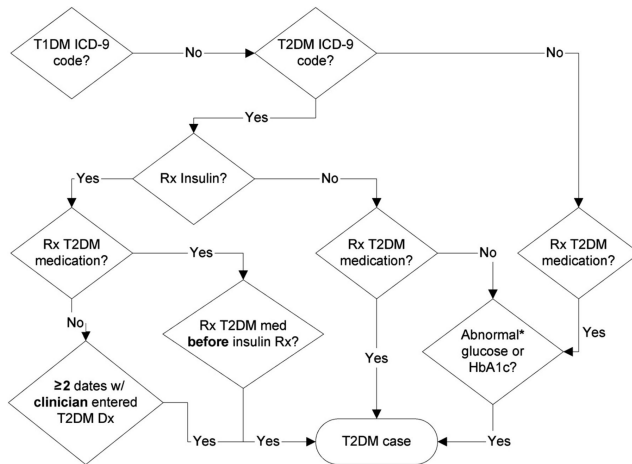 T1DM ICD-9
code?
No
T2DM ICD-9
code?
No
Yes
Rx Insulin?
Yes
No
Rx T2DM
medication?
Yes
Rx T2DM
medication?
No
Rx T2DM
medication?
No
Rx T2DM med
before insulin
Rx?
Yes
Abnormal*
glucose or
HbA1c?
Yes
≥2 dates w/
clinician entered
T2DM Dx
Yes
Yes
T2DM case
Yes